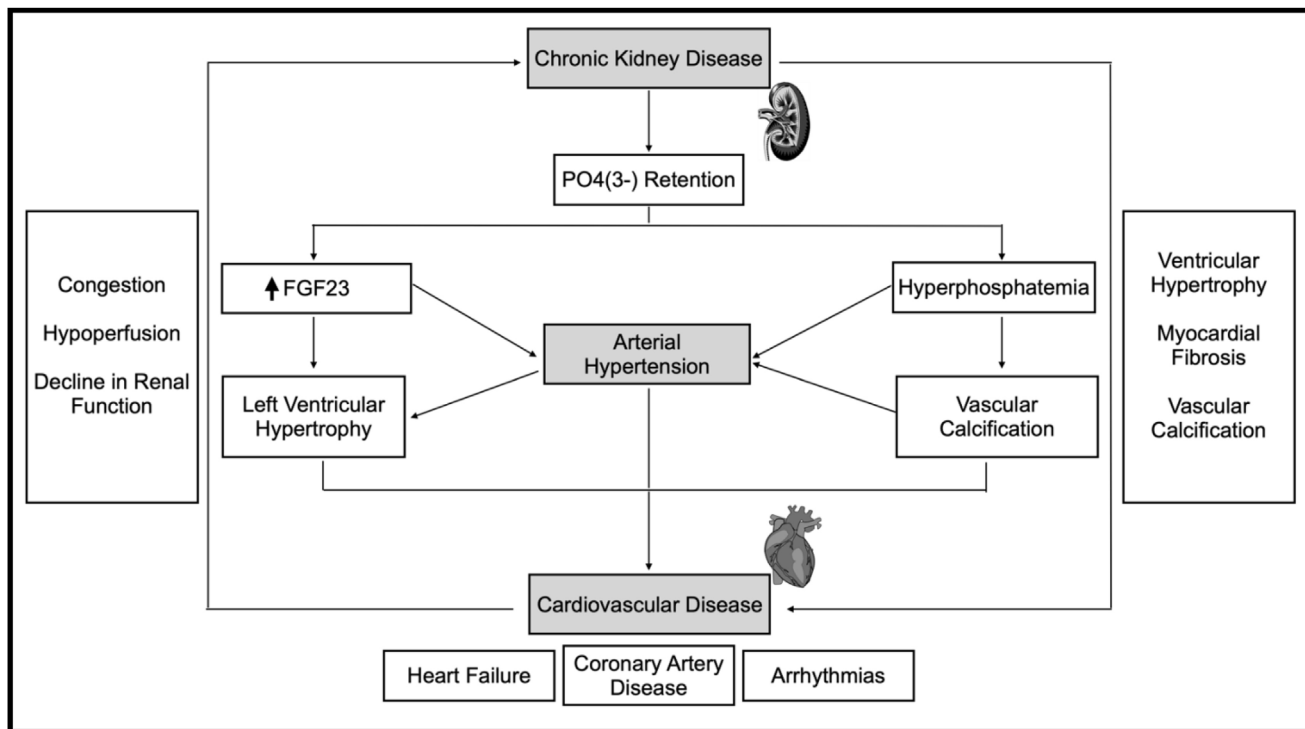 Chronic Kidney Disease
PO4(3-) Retention
Congestion
Hypoperfusion
Decline in Renal
Function
⬆FGF23
Hyperphosphatemia
Arterial
Hypertension
Left Ventricular
Hypertrophy
Vascular
Calcification
Ventricular
Hypertrophy
Myocardial
Fibrosis
Vascular
Calcification
Cardiovascular Disease
Heart Failure
Coronary Artery
Disease
Arrhythmias